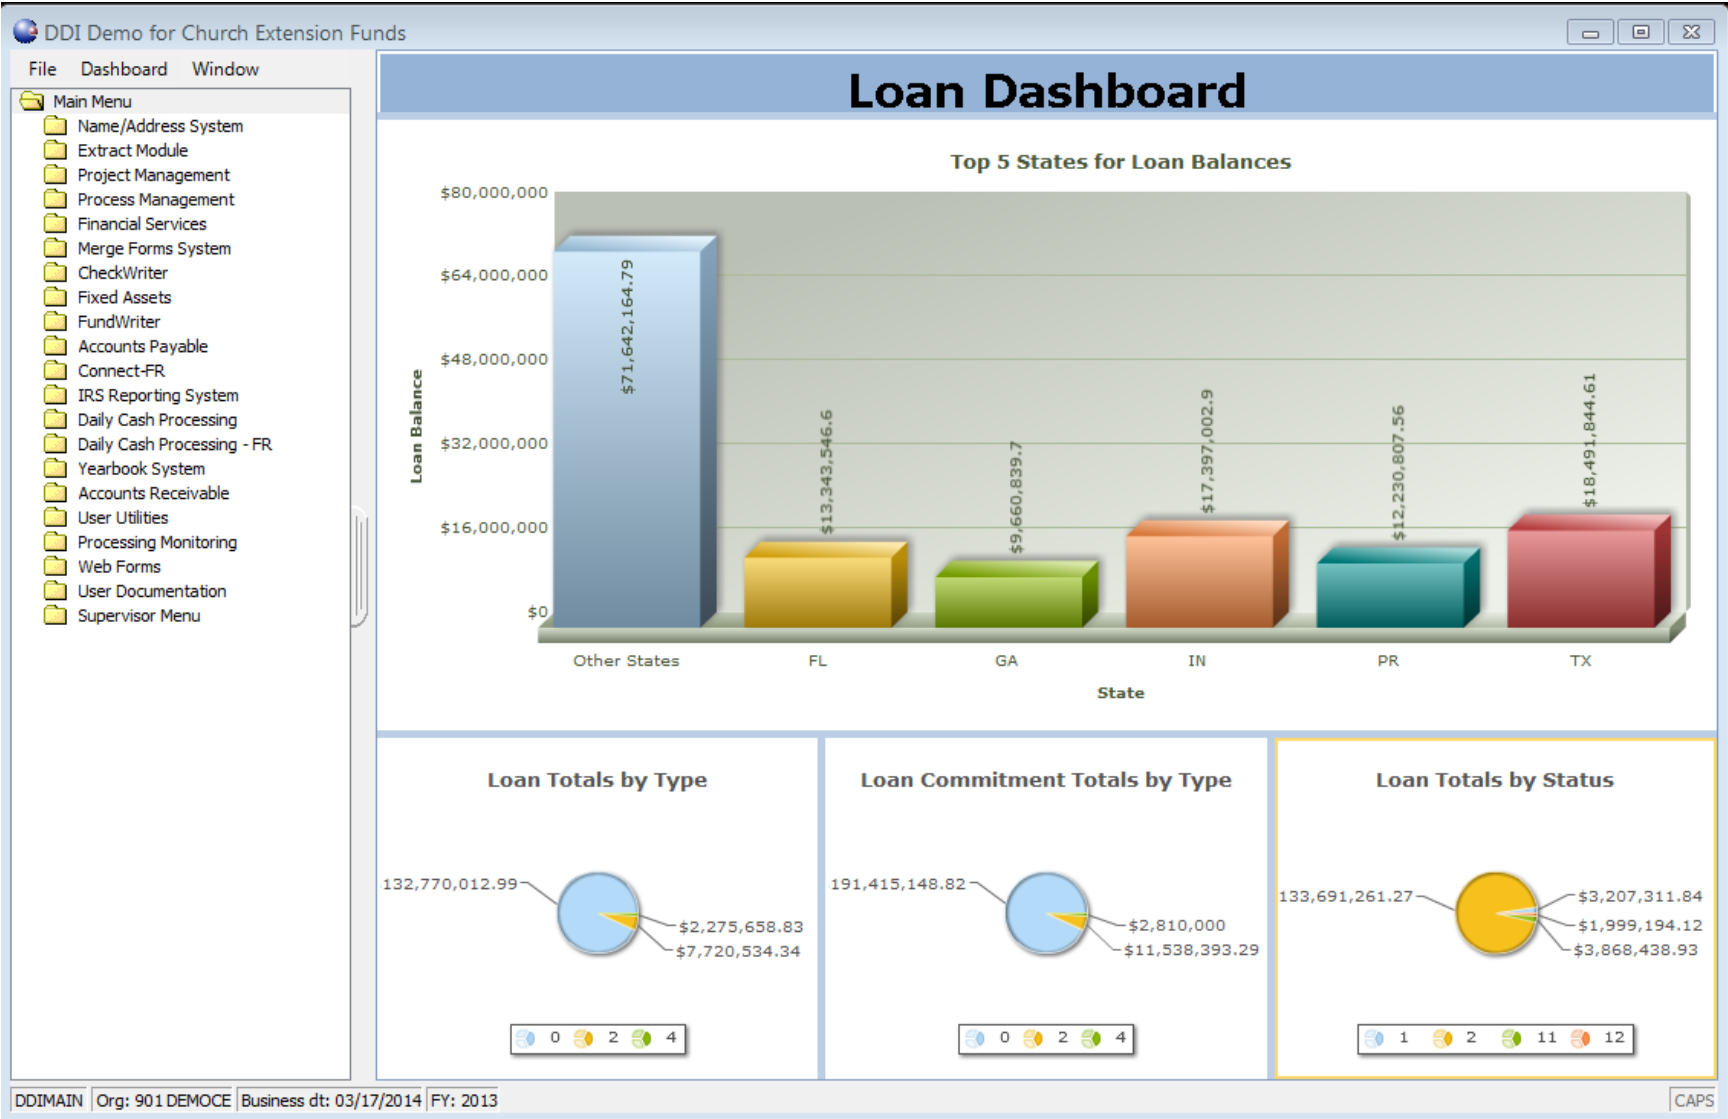 DDI Demo for Church Extension Funds
File Dashboard Window
Main Menu
Name/Address System
Extract Module
Project Management
Process Management
Financial Services
Merge Forms System
CheckWriter
Fixed Assets
FundWriter
Accounts Payable
Connect-FR
IRS Reporting System
Daily Cash Processing
Daily Cash Processing - FR
Yearbook System
Accounts Receivable
User Utilities
Processing Monitoring
Web Forms
User Documentation
Supervisor Menu
Loan Dashboard
Top 5 States for Loan Balances
Loan Balance
$80,000,000
$64,000,000
$48,000,000
$32,000,000
$16,000,000
$0
$71,642,164.79
$13,343,546.6
$9,660,839.7
$17,397,002.9
$12,230,807.56
$18,491,844.61
Other States FL GA IN PR TX
State
Loan Totals by Type
132,770,012.99
$2,275,658.83
$7,720,534.34
0 2 4
Loan Commitment Totals by Type
191,415,148.82
$2,810,000
$11,538,393.29
0 2 4
Loan Totals by Status
133,691,261.27
$3,207,311.84
$1,999,194.12
$3,868,438.93
1 2 11 12
DDIMAIN Org: 901 DEMOCE Business dt: 03/17/2014 FY: 2013 CAPS